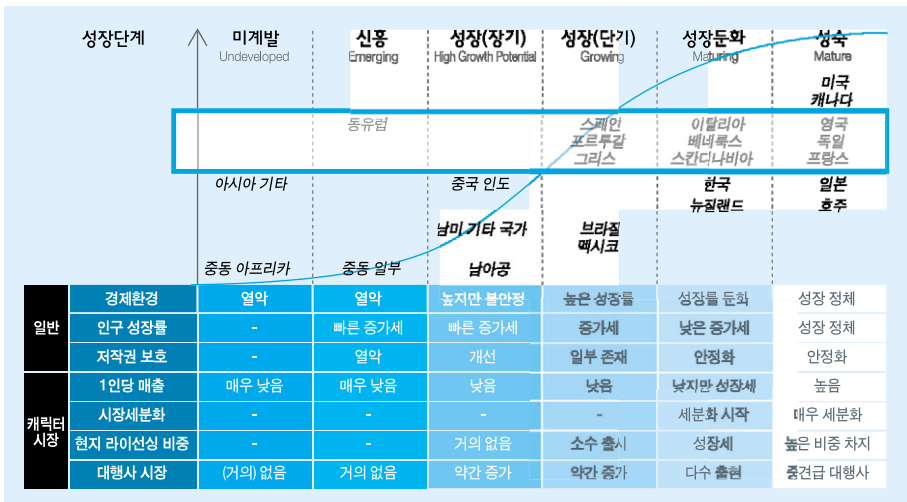 성장단계 미계발 신흥 성장(장기) 성장(단기) 성장둔화 성숙
Undeveloped Emerging High Growth Potential Growing Maturing Mature
미국
캐나다
동유럽 스페인 이탈리아 영국
포르투갈 베네룩스 독일
그리스 스칸디나비아 프랑스
아시아 기타 중국 인도 한국 일본
뉴질랜드 호주
남미 기타 국가 브라질
멕시코
중동 아프리카 중동 일부 남아공
일반
경제환경 열악 열악 높지만 불안정 높은 성장률 성장률 둔화 성장 정체
인구 성장률 - 빠른 증가세 빠른 증가세 증가세 낮은 증가세 성장 정체
저작권 보호 - 열악 개선 일부 존재 안정화 안정화
캐릭터
시장
1인당 매출 매우 낮음 매우 낮음 낮음 낮음 낮지만 성장세 높음
시장세분화 - - - - 세분화 시작 매우 세분화
현지 라이선싱 비중 - - 거의 없음 소수 출시 성장세 높은 비중 차지
대행사 시장 (거의) 없음 거의 없음 약간 증가 약간 증가 다수 출현 중견급 대행사